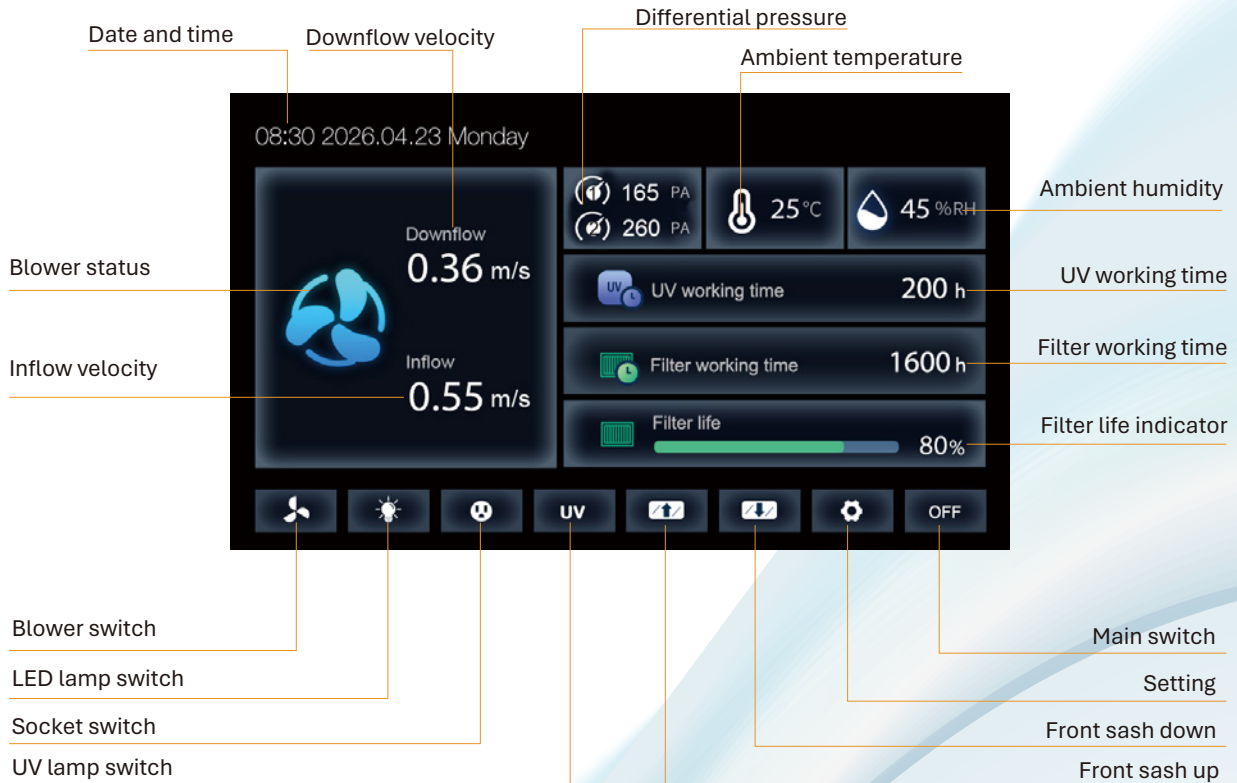 Differential pressure
Date and time
Downflow velocity
Ambient temperature
08:30 2026.04.23 Monday
165 PA
260 PA
25°C
45 %RH
Ambient humidity
Downflow
0.36 m/s
Blower status
UV
UV working time
200 h
UV working time
Inflow
0.55 m/s
Inflow velocity
Filter working time
1600 h
Filter working time
Filter life
80%
Filter life indicator
UV
OFF
Blower switch
LED lamp switch
Socket switch
UV lamp switch
Main switch
Setting
Front sash down
Front sash up